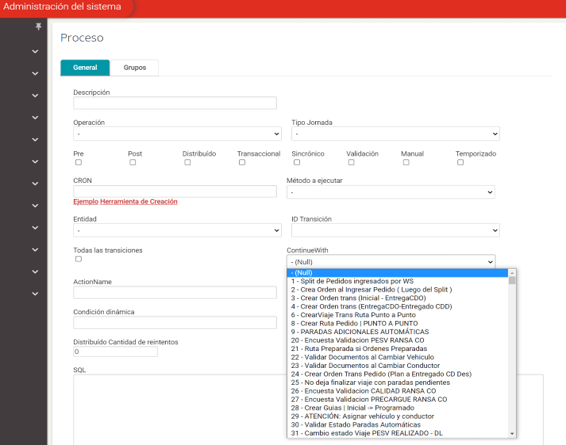 Administración del sistema
Proceso
General Grupos
Descripción
Operación Tipo Jornada
- -
Pre Post Distribuído Transaccional Sincrónico Validación Manual Temporizado
CRON Método a ejecutar
-
Ejemplo Herramienta de Creación
Entidad ID Transición
-
Todas las transiciones ContinueWith
- (Null)
- (Null)
1 - Split de Pedidos ingresados por WS
2 - Crea Orden al Ingresar Pedido ( Luego del Split )
3 - Crear Orden trans (Inicial - EntregaCDO)
4 - Crear Orden trans (EntregaCDO-Entregado CDD)
6 - CrearViaje Trans Ruta Punto a Punto
8 - Crear Ruta Pedido | PUNTO A PUNTO
9 - PARADAS ADICIONALES AUTOMÁTICAS
20 - Encuesta Validacion PESV RANSA CO
21 - Ruta Preparada si Ordenes Preparadas
22 - Validar Documentos al Cambiar Vehiculo
23 - Validar Documentos al Cambiar Conductor
24 - Crear Orden Trans Pedido (Plan a Entregado CD Des)
25 - No deja finalizar viaje con paradas pendientes
26 - Encuesta Validacion CALIDAD RANSA CO
27 - Encuesta Validacion PRECARGUE RANSA CO
28 - Crear Guias | Inicial -> Programado
29 - ATENCIÓN: Asignar vehículo y conductor
30 - Validar Estado Paradas Automáticas
31 - Cambio estado Viaje PESV REALIZADO - DL
ActionName
Condición dinámica
Distribuído Cantidad de reintentos
0
SQL